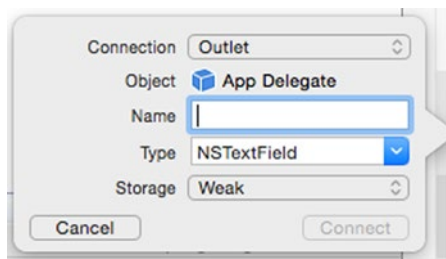 Connection Outlet
Object App Delegate
Name
Type NSTextField
Storage Weak
Cancel Connect